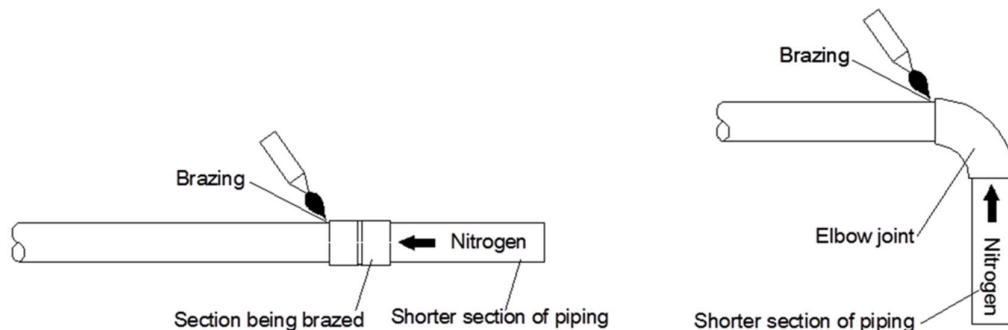 Brazing
Nitrogen
Section being brazed
Shorter section of piping
Brazing
Elbow joint
Nitrogen
Shorter section of piping